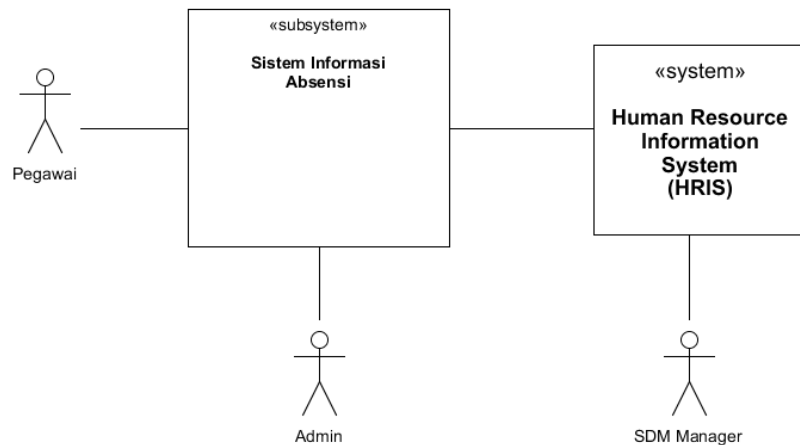 «subsystem»
Sistem Informasi
Absensi
«system»
Human Resource
Information
System
(HRIS)
Pegawai
Admin
SDM Manager